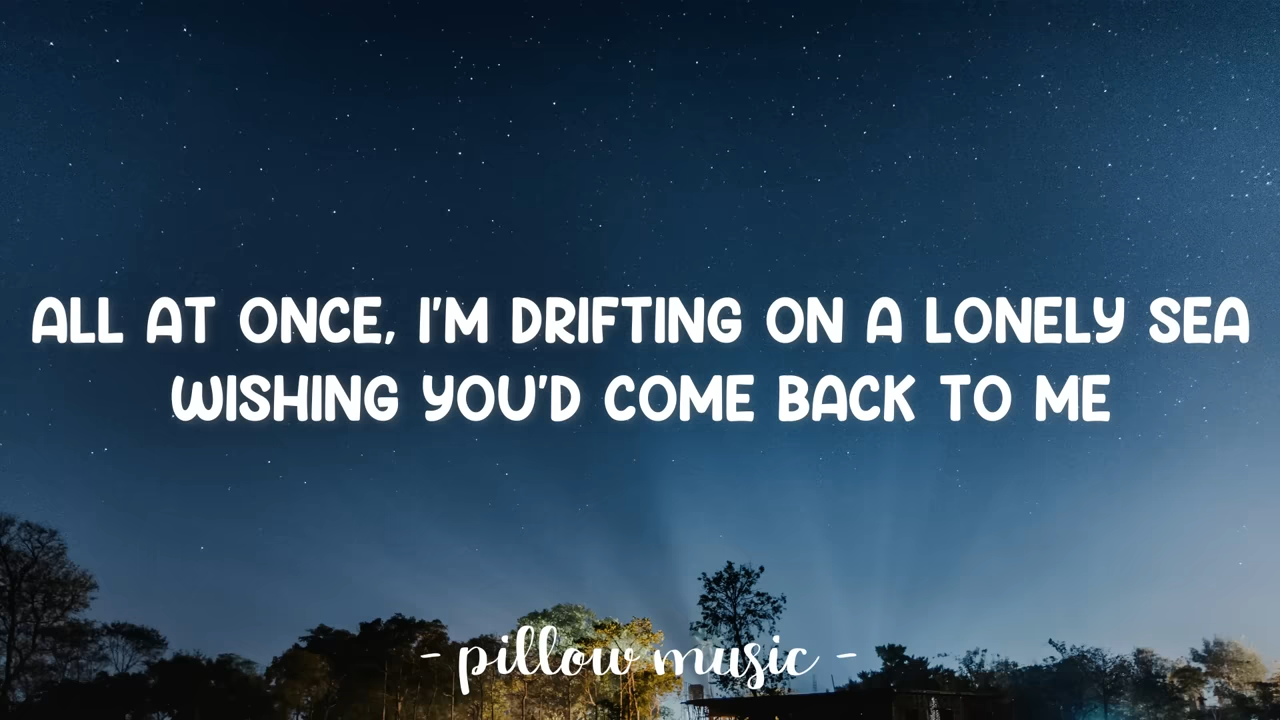 ALL AT ONCE, I'M DRIFTING ON A LONELY SEA
WISHING YOU'D COME BACK TO ME
- pillow music -